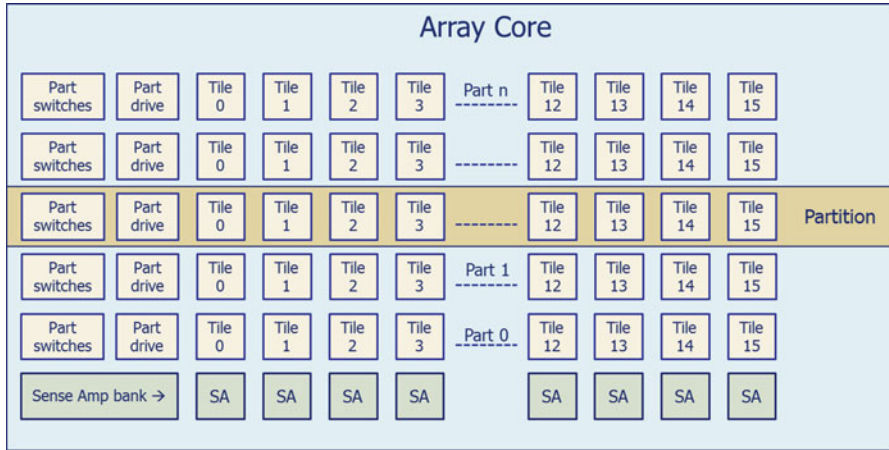 Array Core
Part switches Part drive Tile 0 Tile 1 Tile 2 Tile 3 Part n Tile 12 Tile 13 Tile 14 Tile 15
Part switches Part drive Tile 0 Tile 1 Tile 2 Tile 3 Tile 12 Tile 13 Tile 14 Tile 15
Part switches Part drive Tile 0 Tile 1 Tile 2 Tile 3 Tile 12 Tile 13 Tile 14 Tile 15 Partition
Part switches Part drive Tile 0 Tile 1 Tile 2 Tile 3 Part 1 Tile 12 Tile 13 Tile 14 Tile 15
Part switches Part drive Tile 0 Tile 1 Tile 2 Tile 3 Part 0 Tile 12 Tile 13 Tile 14 Tile 15
Sense Amp bank → SA SA SA SA SA SA SA SA